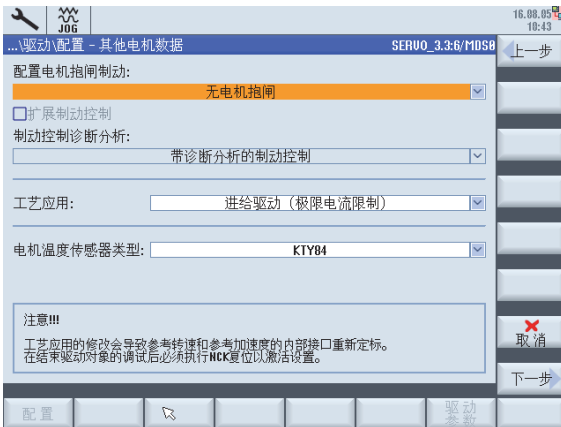 JOG
16.08.05
10:43
...\驱动\配置 - 其他电机数据 SERVO_3.3:6/MDS0
上一步
配置电机抱闸制动:
无电机抱闸
扩展制动控制
制动控制诊断分析:
带诊断分析的制动控制
工艺应用: 进给驱动（极限电流限制）
电机温度传感器类型: KTY84
注意!!!
工艺应用的修改会导致参考转速和参考加速度的内部接口重新定标。
在结束驱动对象的调试后必须执行NCK复位以激活设置。
取消
下一步
配置
驱动
参数